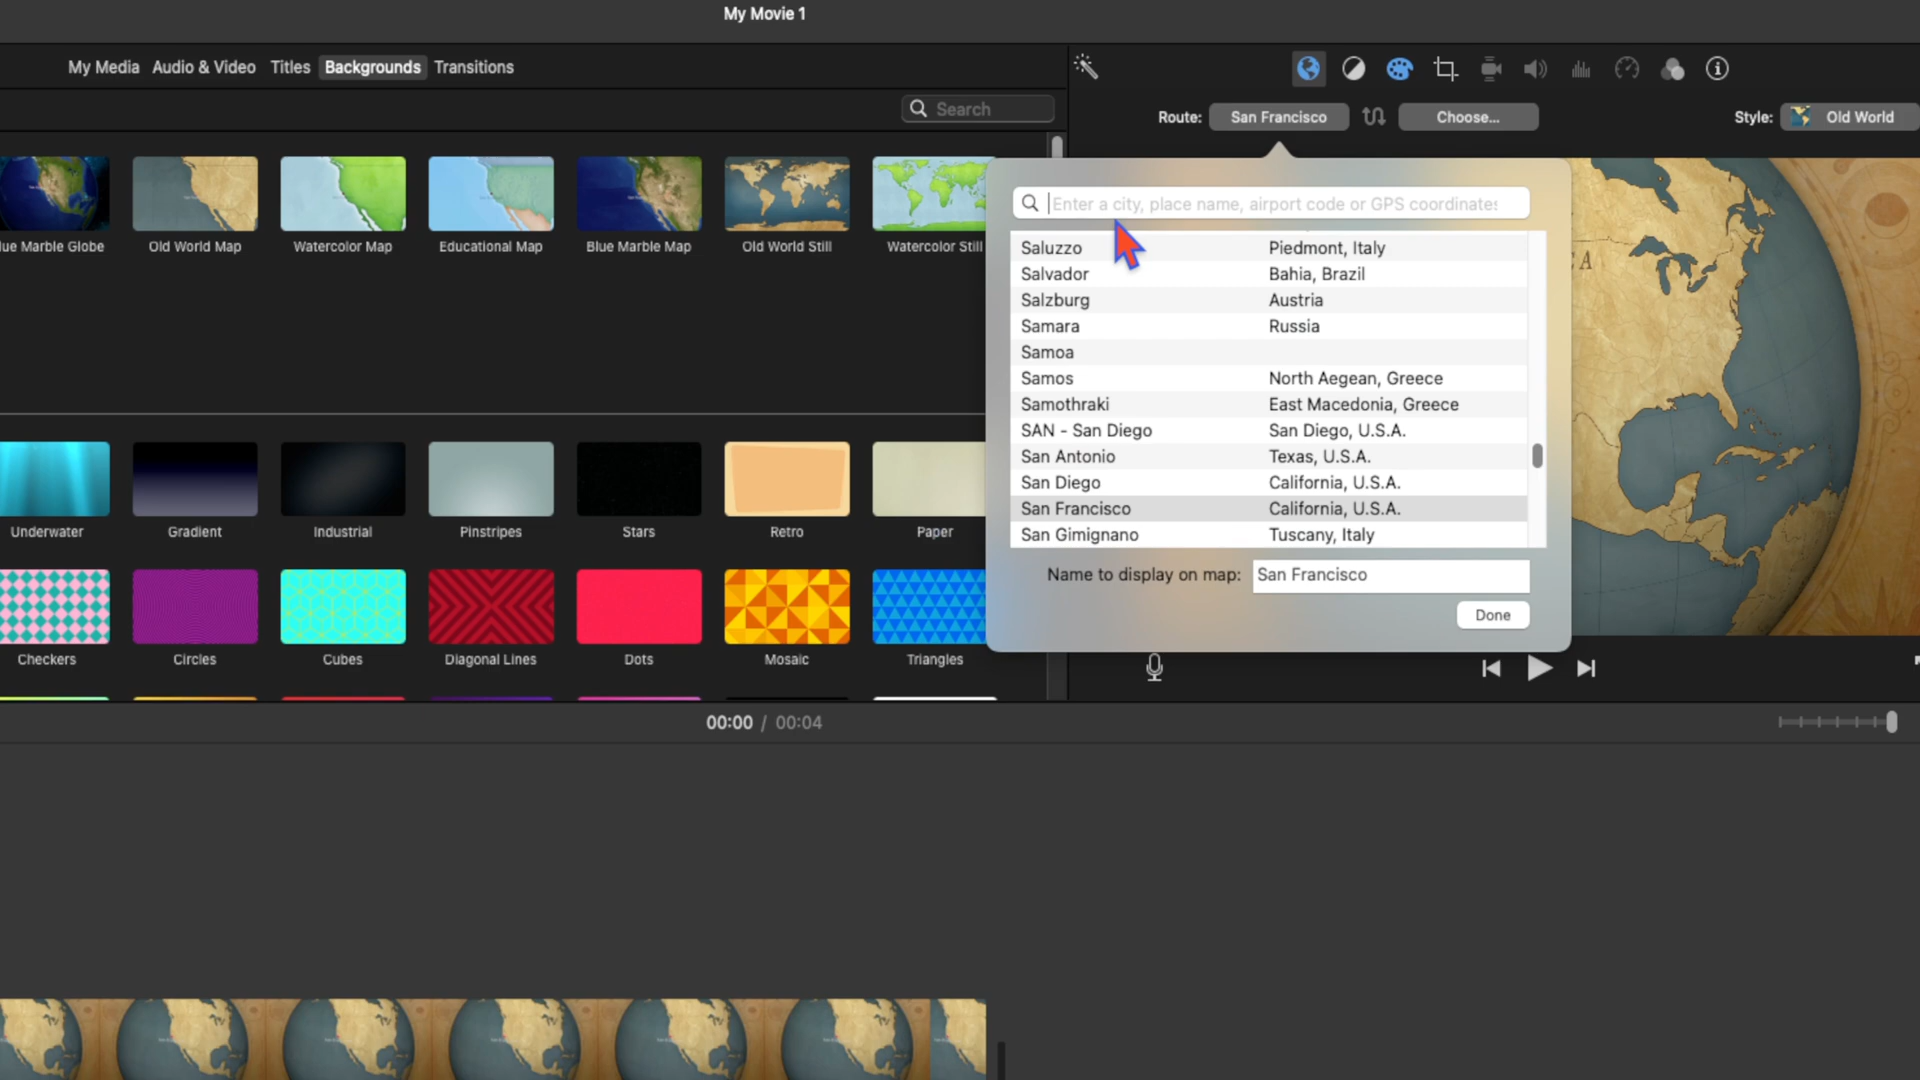 My Movie 1
My Media Audio & Video Titles Backgrounds Transitions
Search
Route: San Francisco Choose... Style: Old World
ue Marble Globe Old World Map Watercolor Map Educational Map Blue Marble Map Old World Still Watercolor Still
Enter a city, place name, airport code or GPS coordinates
Saluzzo Piedmont, Italy
Salvador Bahia, Brazil
Salzburg Austria
Samara Russia
Samoa
Samos North Aegean, Greece
Samothraki East Macedonia, Greece
SAN - San Diego San Diego, U.S.A.
San Antonio Texas, U.S.A.
San Diego California, U.S.A.
San Francisco California, U.S.A.
San Gimignano Tuscany, Italy
Name to display on map: San Francisco
Done
C A
Underwater Gradient Industrial Pinstripes Stars Retro Paper
Checkers Circles Cubes Diagonal Lines Dots Mosaic Triangles
00:00 / 00:04